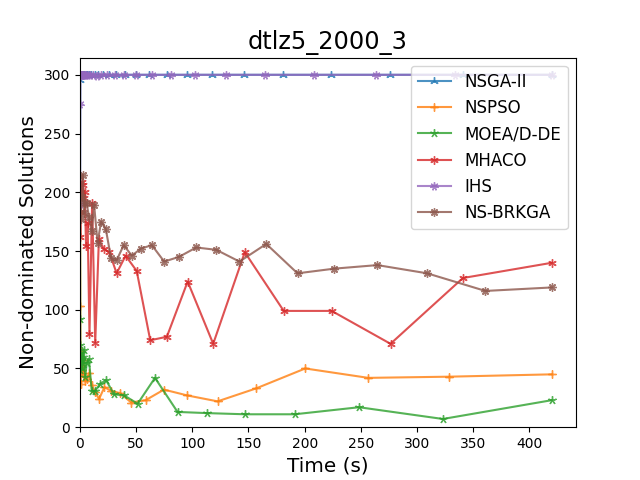 dtlz5_2000_3
Non-dominated Solutions
300
250
200
150
100
50
0
0 50 100 150 200 250 300 350 400
Time (s)
NSGA-II
NSPSO
MOEA/D-DE
MHACO
IHS
NS-BRKGA